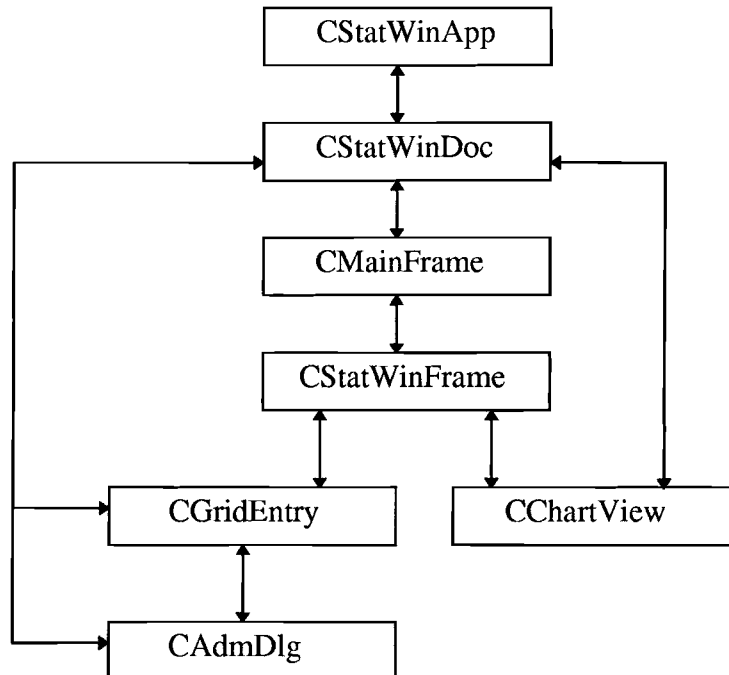 CStatWinApp
CStatWinDoc
CMainFrame
CStatWinFrame
CGridEntry
CChartView
CAdmDlg